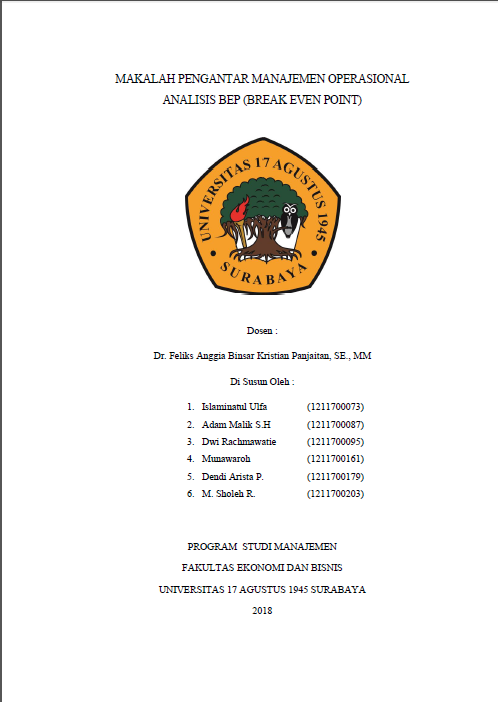 MAKALAH PENGANTAR MANAJEMEN OPERASIONAL
ANALISIS BEP (BREAK EVEN POINT)
UNIVERSITAS 17 AGUSTUS 1945
SURABAYA
Dosen :
Dr. Feliks Anggia Binsar Kristian Panjaitan, SE., MM
Di Susun Oleh :
1. Islaminatul Ulfa (1211700073)
2. Adam Malik S.H (1211700087)
3. Dwi Rachmawatie (1211700095)
4. Munawaroh (1211700161)
5. Dendi Arista P. (1211700179)
6. M. Sholeh R. (1211700203)
PROGRAM STUDI MANAJEMEN
FAKULTAS EKONOMI DAN BISNIS
UNIVERSITAS 17 AGUSTUS 1945 SURABAYA
2018